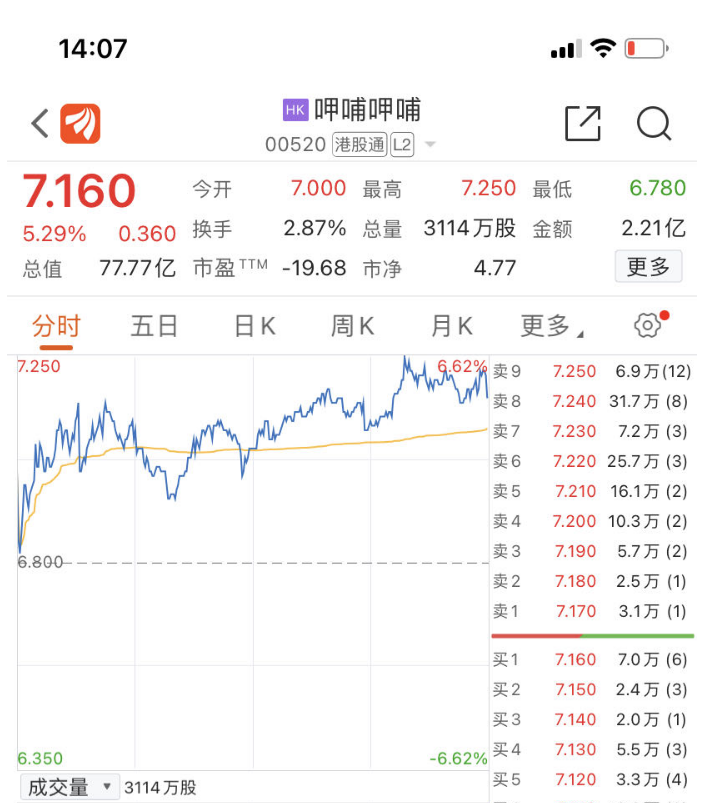 14:07
HK 呷哺呷哺
00520 港股通 L2
7.160 今开 7.000 最高 7.250 最低 6.780
5.29% 0.360 换手 2.87% 总量 3114万股 金额 2.21亿
总值 77.77亿 市盈TTM -19.68 市净 4.77 更多
分时 五日 日K 周K 月K 更多
7.250 6.62%
6.800
6.350 -6.62%
卖9 7.250 6.9万(12)
卖8 7.240 31.7万(8)
卖7 7.230 7.2万(3)
卖6 7.220 25.7万(3)
卖5 7.210 16.1万(2)
卖4 7.200 10.3万(2)
卖3 7.190 5.7万(2)
卖2 7.180 2.5万(1)
卖1 7.170 3.1万(1)
买1 7.160 7.0万(6)
买2 7.150 2.4万(3)
买3 7.140 2.0万(1)
买4 7.130 5.5万(3)
买5 7.120 3.3万(4)
成交量 3114万股